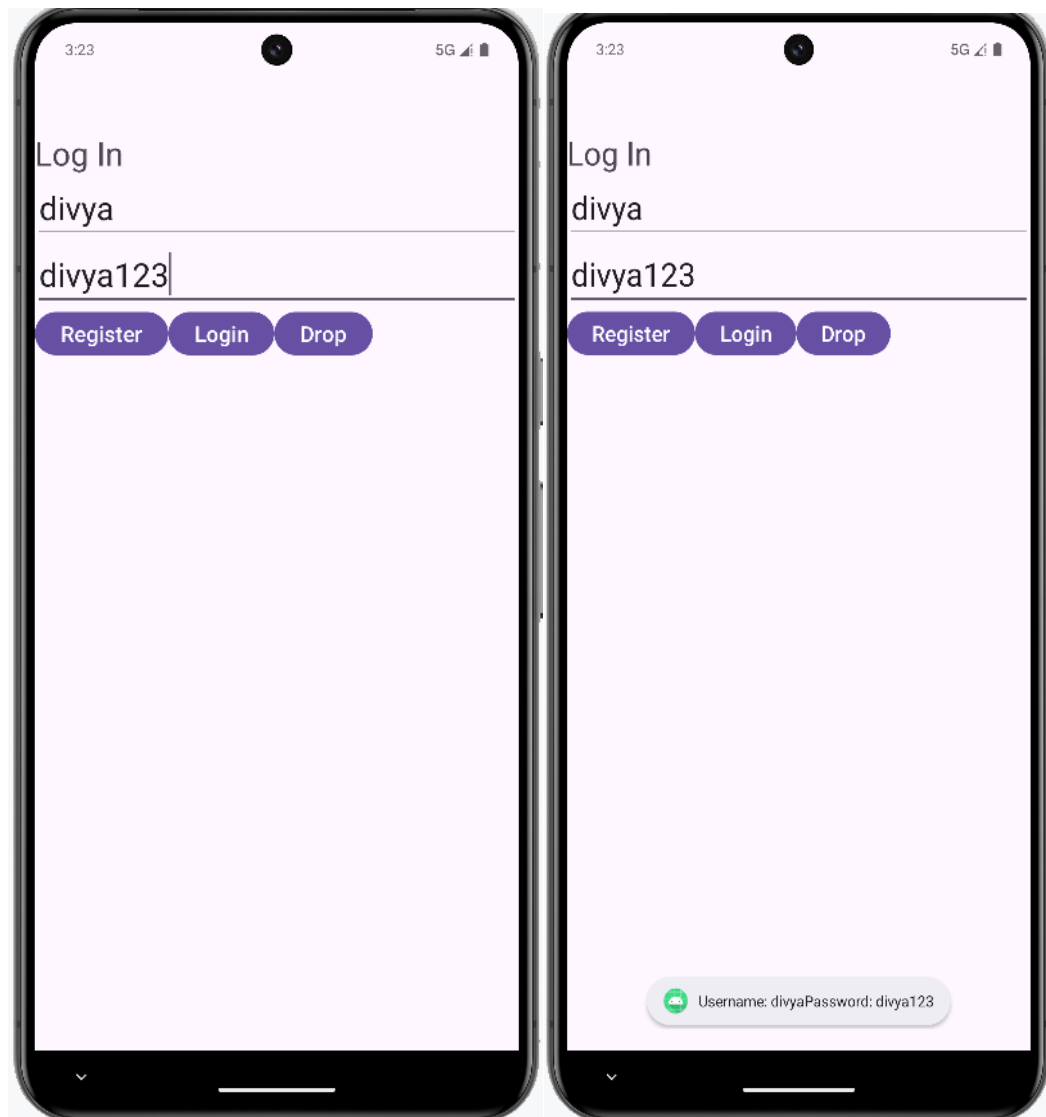 3:23 5G
Log In
divya
divya123
Register Login Drop
3:23 5G
Log In
divya
divya123
Register Login Drop
Username: divyaPassword: divya123